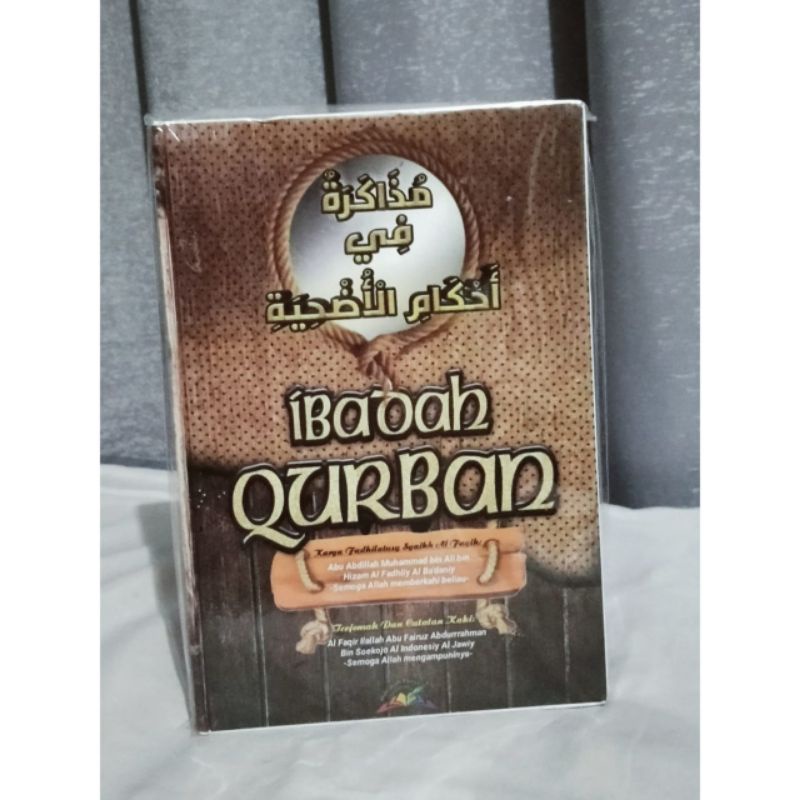 مُذَاكَرَةٌ
فِي
أَحْكَامِ الْأُضْحِيَةِ
IBADAH
QURBAN
Karya Fadhilatusy Syaikh Al Faqih:
Abu Abdillah Muhammad bin Ali bin
Hizam Al Fadhliy Al Ba'daniy
-Semoga Allah memberkahi beliau-
Terjemah Dan Catatan Kaki:
Al Faqir Ilallah Abu Fairuz Abdurrahman
Bin Soekojo Al Indonesiy Al Jawiy
-Semoga Allah mengampuninya-